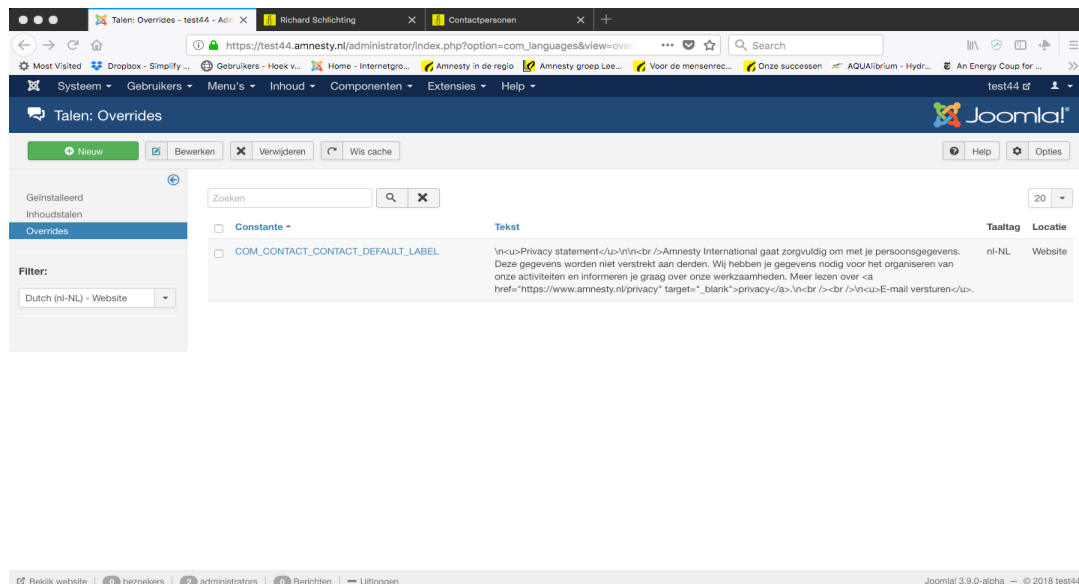 Talen: Overrides - test44 - Adm
Richard Schlichting
Contactpersonen
https://test44.amnesty.nl/administrator/index.php?option=com_languages&view=over
Search
Most Visited
Dropbox - Simplify ...
Gebruikers - Hoek v...
Home - Internetgro...
Amnesty in de regio
Amnesty groep Lee...
Voor de mensenrec...
Onze successen
AQUAlibrium - Hydr...
An Energy Coup for ...
Systeem
Gebruikers
Menu's
Inhoud
Componenten
Extensies
Help
test44
Talen: Overrides
Joomla!®
Nieuw
Bewerken
Verwijderen
Wis cache
Help
Opties
Geïnstalleerd
Inhoudstalen
Overrides
Filter:
Dutch (nl-NL) - Website
Zoeken
20
Constante
Tekst
Taaltag
Locatie
COM_CONTACT_CONTACT_DEFAULT_LABEL
\n<u>Privacy statement</u>\n\n<br />Amnesty International gaat zorgvuldig om met je persoonsgegevens.
Deze gegevens worden niet verstrekt aan derden. Wij hebben je gegevens nodig voor het organiseren van
onze activiteiten en informeren je graag over onze werkzaamheden. Meer lezen over <a
href="https://www.amnesty.nl/privacy" target="_blank">privacy</a>.\n<br /><br />\n<u>E-mail versturen</u>.
nl-NL
Website
Bekijk website
0 bezoekers
2 administrators
0 Berichten
Uitloggen
Joomla! 3.9.0-alpha — © 2018 test44